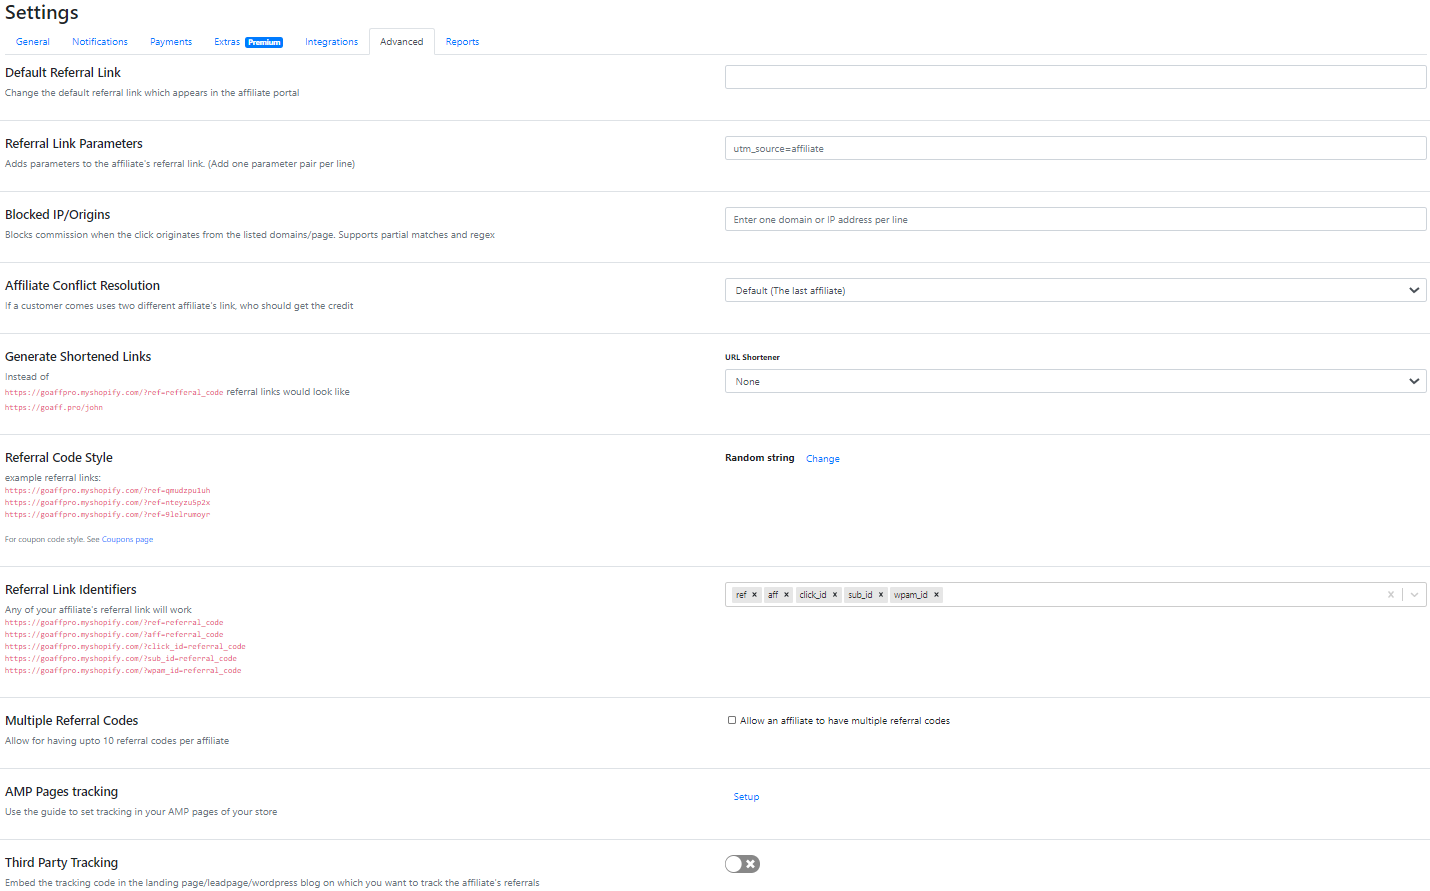 Settings
General Notifications Payments Extras Premium Integrations Advanced Reports
Default Referral Link
Change the default referral link which appears in the affiliate portal
Referral Link Parameters
Adds parameters to the affiliate's referral link. (Add one parameter pair per line)
utm_source=affiliate
Blocked IP/Origins
Blocks commission when the click originates from the listed domains/page. Supports partial matches and regex
Enter one domain or IP address per line
Affiliate Conflict Resolution
If a customer comes uses two different affiliate's link, who should get the credit
Default (The last affiliate)
Generate Shortened Links
Instead of
https://goaffpro.myshopify.com/?ref=refferal_code referral links would look like
https://goaff.pro/john
URL Shortener
None
Referral Code Style
example referral links:
https://goaffpro.myshopify.com/?ref=qmudzpu1uh
https://goaffpro.myshopify.com/?ref=nteyzu5p2x
https://goaffpro.myshopify.com/?ref=9lelrumoyr
For coupon code style. See Coupons page
Random string Change
Referral Link Identifiers
Any of your affiliate's referral link will work
https://goaffpro.myshopify.com/?ref=referral_code
https://goaffpro.myshopify.com/?aff=referral_code
https://goaffpro.myshopify.com/?click_id=referral_code
https://goaffpro.myshopify.com/?sub_id=referral_code
https://goaffpro.myshopify.com/?wpam_id=referral_code
ref × aff × click_id × sub_id × wpam_id ×
Multiple Referral Codes
Allow for having upto 10 referral codes per affiliate
Allow an affiliate to have multiple referral codes
AMP Pages tracking
Use the guide to set tracking in your AMP pages of your store
Setup
Third Party Tracking
Embed the tracking code in the landing page/leadpage/wordpress blog on which you want to track the affiliate's referrals